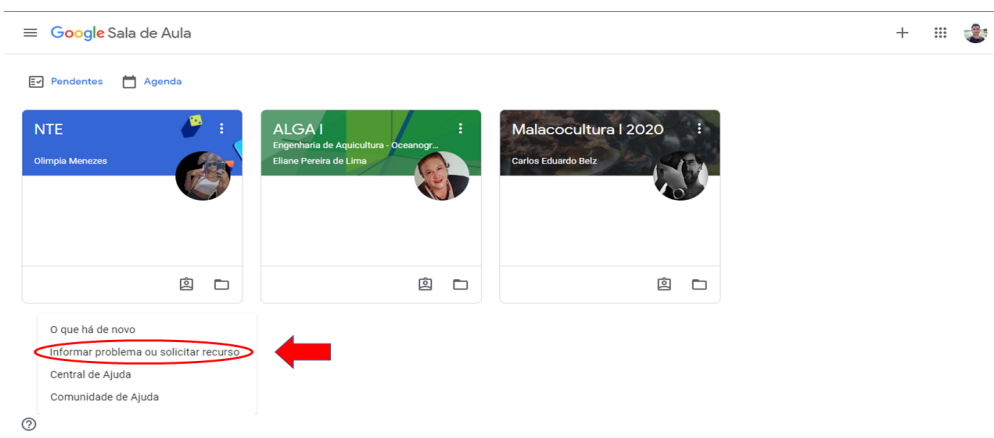 Google Sala de Aula
Pendentes
Agenda
NTE
Olimpia Menezes
ALGA I
Engenharia de Aquicultura - Oceanogr...
Eliane Pereira de Lima
Malacocultura I 2020
Carlos Eduardo Belz
O que há de novo
Informar problema ou solicitar recurso
Central de Ajuda
Comunidade de Ajuda